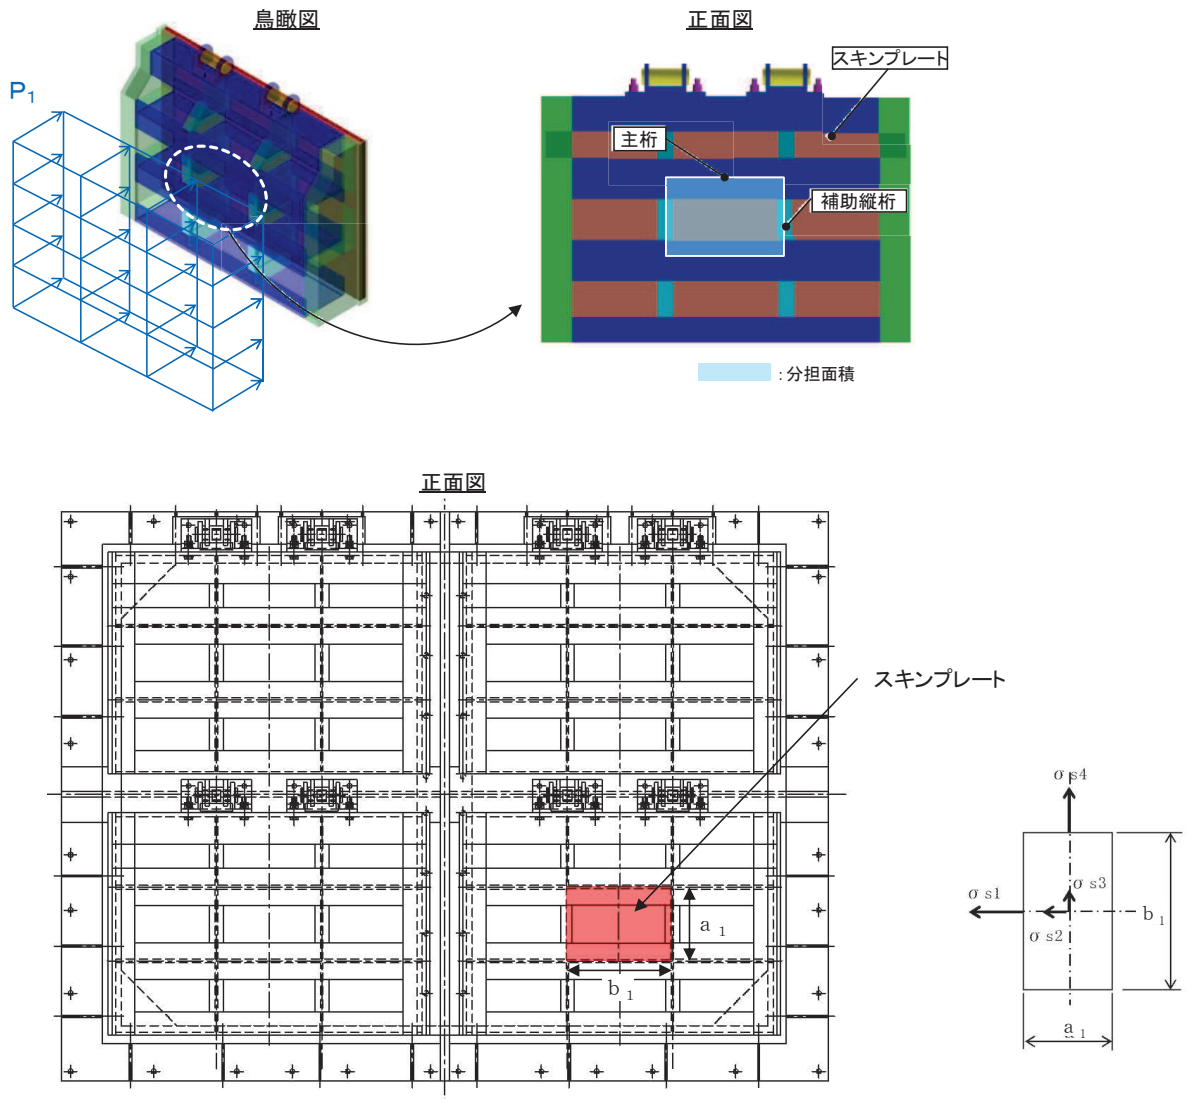 鳥瞰図
正面図
P1
スキンプレート
主桁
補助縦桁
：分担面積
正面図
スキンプレート
a 1
b 1
σ s4
σ s3
σ s1
σ s2
b 1
a 1